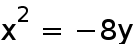 x² = −8y